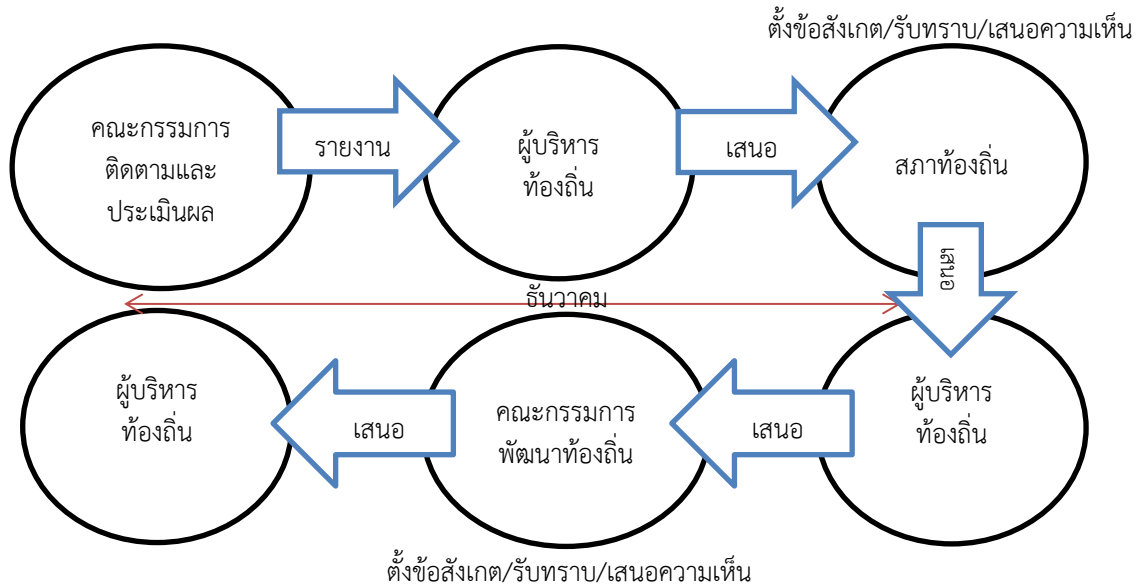 ตั้งข้อสังเกต/รับทราบ/เสนอความเห็น
คณะกรรมการ
ติดตามและ
ประเมินผล
รายงาน
ผู้บริหาร
ท้องถิ่น
เสนอ
สภาท้องถิ่น
เสนอ
ธันวาคม
ผู้บริหาร
ท้องถิ่น
เสนอ
คณะกรรมการ
พัฒนาท้องถิ่น
เสนอ
ผู้บริหาร
ท้องถิ่น
ตั้งข้อสังเกต/รับทราบ/เสนอความเห็น